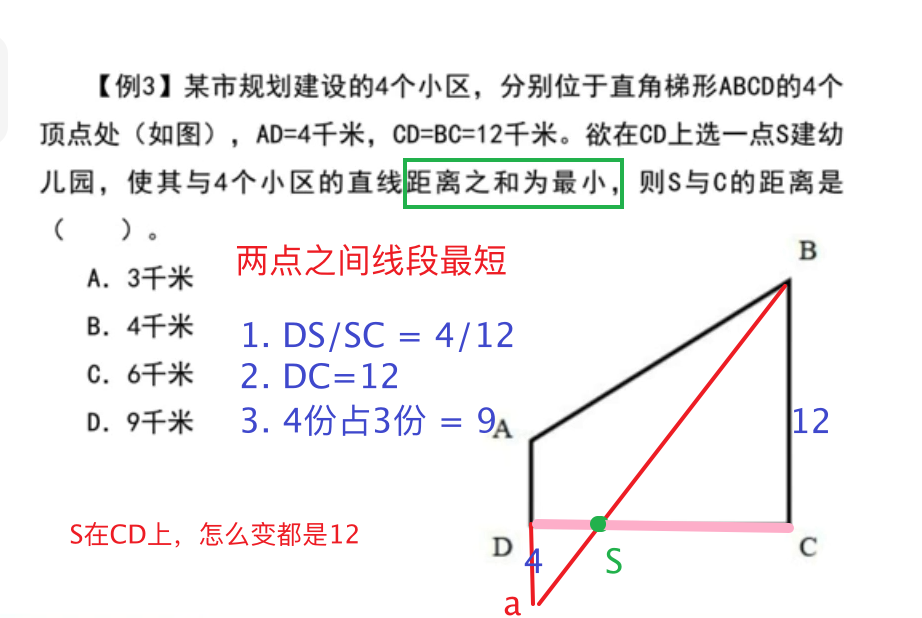 【例3】某市规划建设的4个小区，分别位于直角梯形ABCD的4个
顶点处（如图），AD=4千米，CD=BC=12千米。欲在CD上选一点S建幼
儿园，使其与4个小区的直线距离之和为最小，则S与C的距离是
（　　）。
A. 3千米
B. 4千米
C. 6千米
D. 9千米
两点之间线段最短
1. DS/SC = 4/12
2. DC=12
3. 4份占3份 = 9
S在CD上，怎么变都是12
B
A
12
D
4
S
C
a